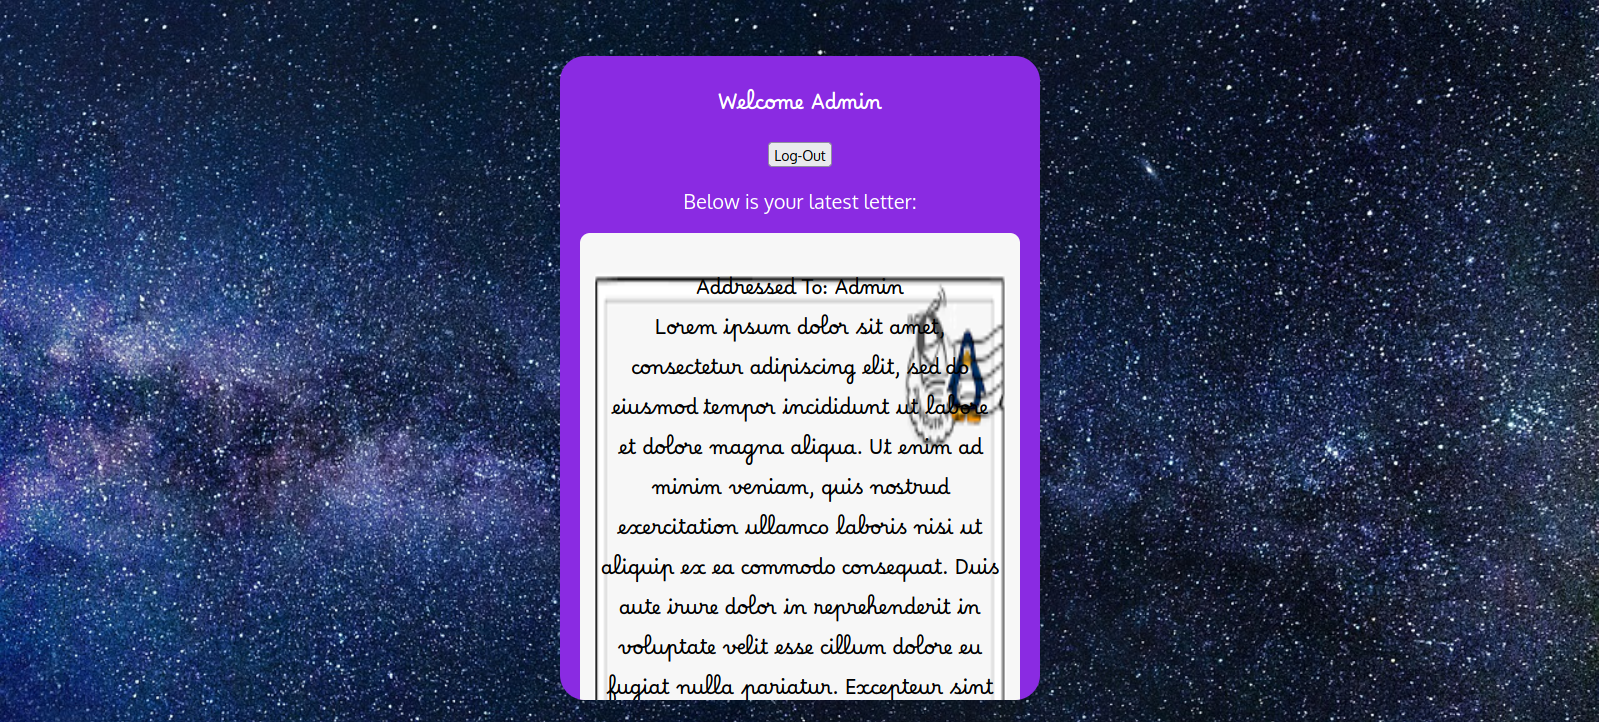 Welcome Admin
Log-Out
Below is your latest letter:
Addressed To: Admin
Lorem ipsum dolor sit amet,
consectetur adipiscing elit, sed do
eiusmod tempor incididunt ut labore
et dolore magna aliqua. Ut enim ad
minim veniam, quis nostrud
exercitation ullamco laboris nisi ut
aliquip ex ea commodo consequat. Duis
aute irure dolor in reprehenderit in
voluptate velit esse cillum dolore eu
fugiat nulla pariatur. Excepteur sint